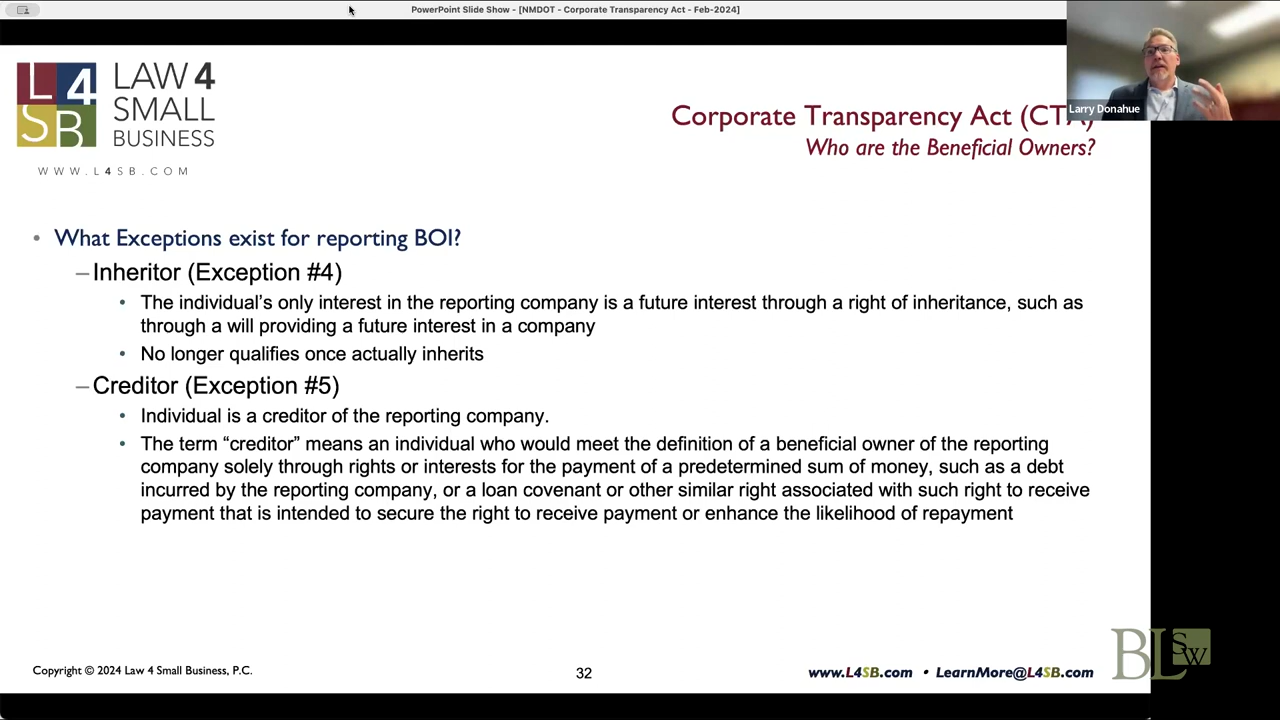 PowerPoint Slide Show - [NMDOT - Corporate Transparency Act - Feb-2024]
L4SB
LAW 4
SMALL
BUSINESS
WWW.L4SB.COM
Larry Donahue
Corporate Transparency Act (CTA)
Who are the Beneficial Owners?
• What Exceptions exist for reporting BOI?
– Inheritor (Exception #4)
• The individual’s only interest in the reporting company is a future interest through a right of inheritance, such as
through a will providing a future interest in a company
• No longer qualifies once actually inherits
– Creditor (Exception #5)
• Individual is a creditor of the reporting company.
• The term “creditor” means an individual who would meet the definition of a beneficial owner of the reporting
company solely through rights or interests for the payment of a predetermined sum of money, such as a debt
incurred by the reporting company, or a loan covenant or other similar right associated with such right to receive
payment that is intended to secure the right to receive payment or enhance the likelihood of repayment
BLSW
Copyright © 2024 Law 4 Small Business, P.C.
32
www.L4SB.com • LearnMore@L4SB.com